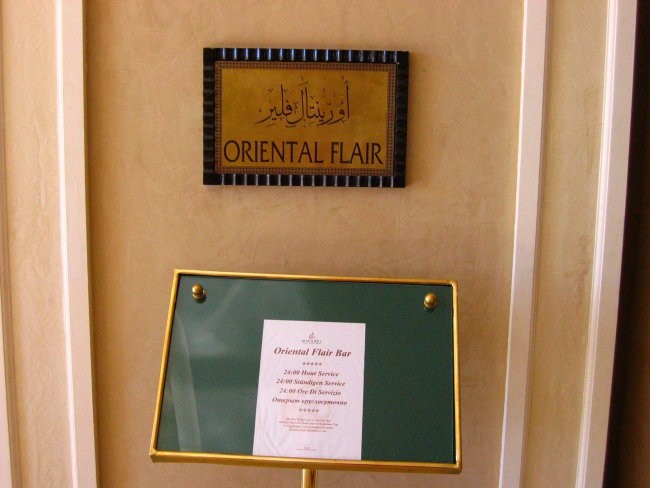 أورينتال فلير
ORIENTAL FLAIR
Oriental Flair Bar
*****
24:00 Hour Service
24:00 Ständigen Service
24:00 Ore Di Servizio
Открыт круглосуточно
*****